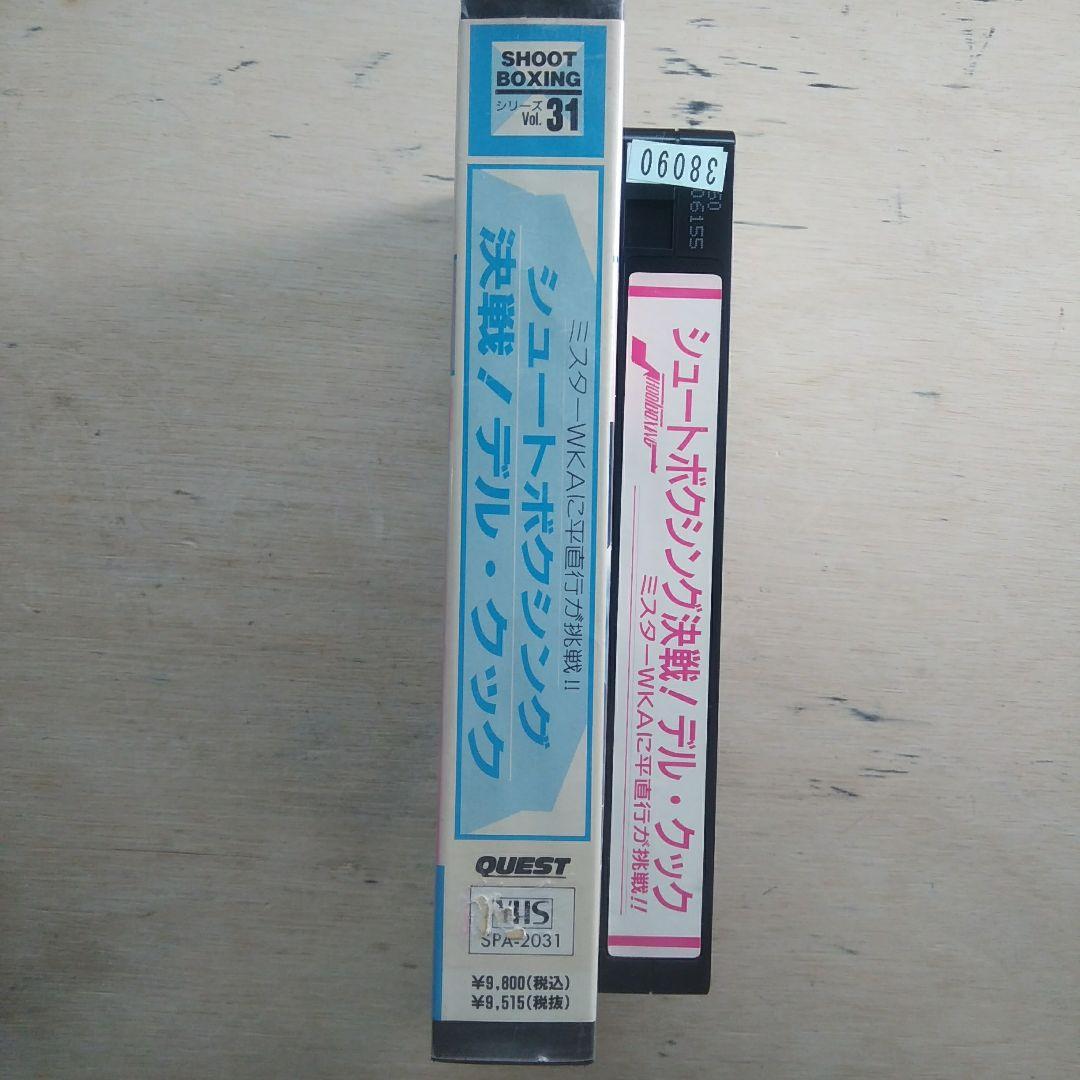 SHOOT
BOXING
シリーズ
Vol. 31
ミスターWKAに平直行が挑戦!!
シュートボクシング
決戦!デル・クック
QUEST
VHS
SPA-2031
¥9,800(税込)
¥9,515(税抜)
38090
06155
シュートボクシング決戦!デル・クック
ミスターWKAに平直行が挑戦!!